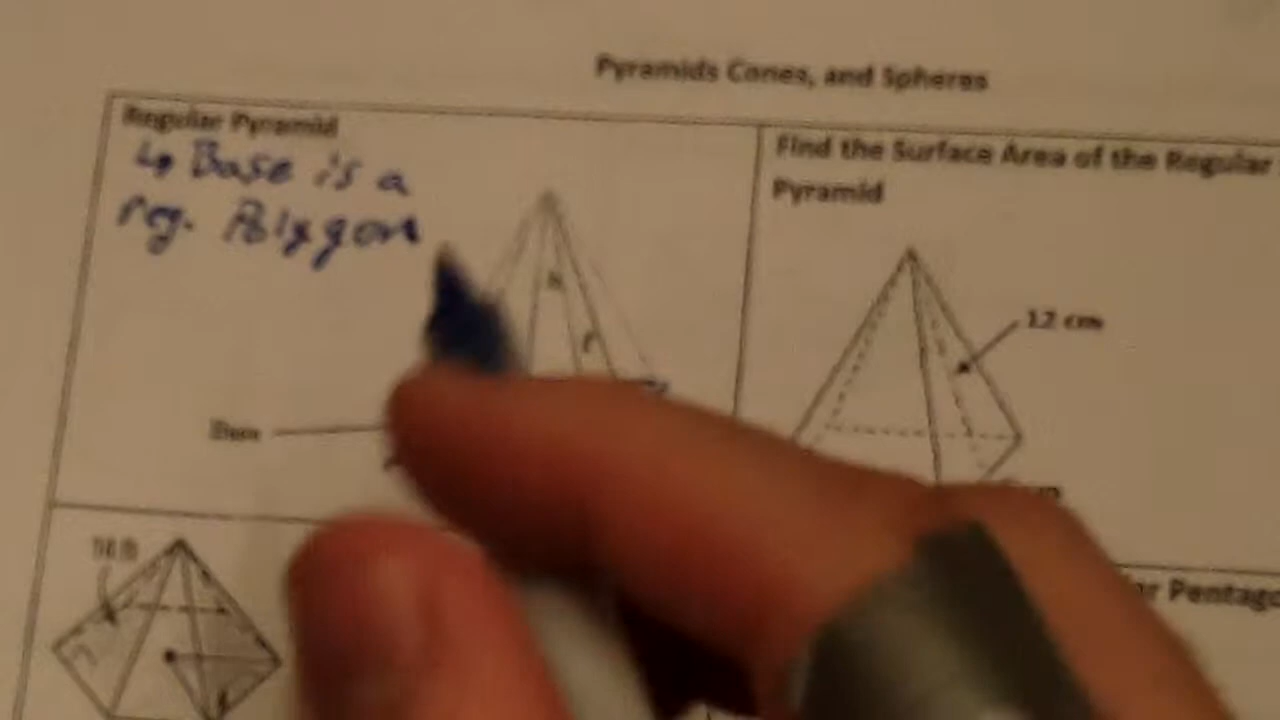 Pyramids Cones, and Spheres
Regular Pyramid
↳ Base is a
reg. Polygon
Find the Surface Area of the Regular
Pyramid
h
12 cm
Base